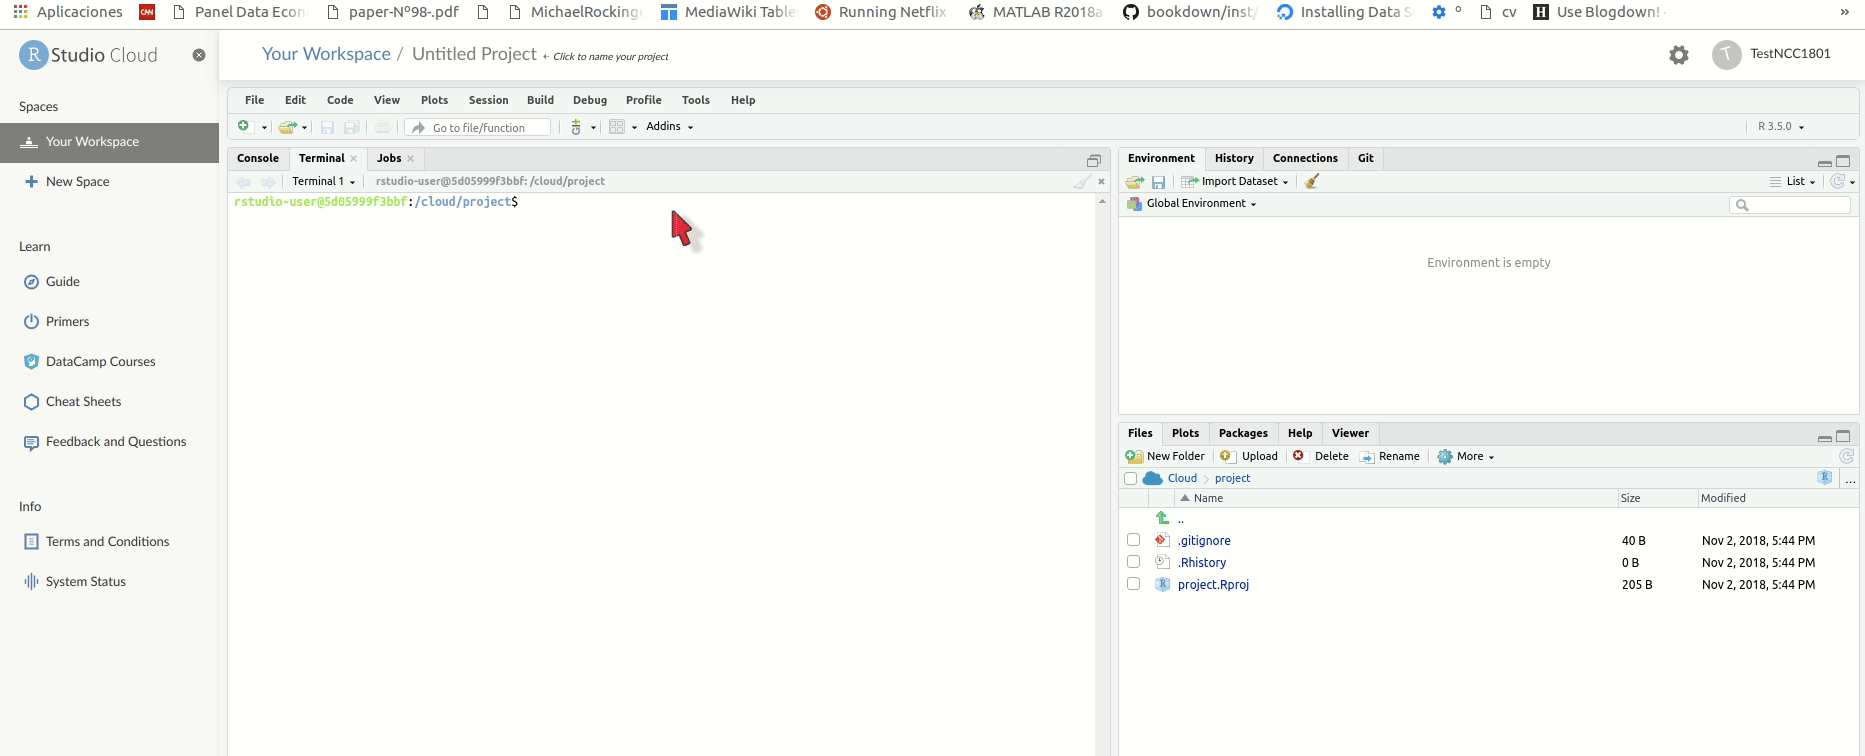 Aplicaciones CNN Panel Data Econ paper-Nº98-.pdf MichaelRocking MediaWiki Table Running Netflix MATLAB R2018a bookdown/inst/ Installing Data S º cv H Use Blogdown! »
R Studio Cloud
Your Workspace / Untitled Project ← Click to name your project
T TestNCC1801
Spaces
Your Workspace
New Space
Learn
Guide
Primers
DataCamp Courses
Cheat Sheets
Feedback and Questions
Info
Terms and Conditions
System Status
File Edit Code View Plots Session Build Debug Profile Tools Help
Go to file/function Addins R 3.5.0
Console Terminal Jobs
Terminal 1 rstudio-user@5d05999f3bbf: /cloud/project
rstudio-user@5d05999f3bbf:/cloud/project$
Environment History Connections Git
Import Dataset List
Global Environment
Environment is empty
Files Plots Packages Help Viewer
New Folder Upload Delete Rename More
Cloud project R ...
Name Size Modified
..
.gitignore 40 B Nov 2, 2018, 5:44 PM
.Rhistory 0 B Nov 2, 2018, 5:44 PM
project.Rproj 205 B Nov 2, 2018, 5:44 PM